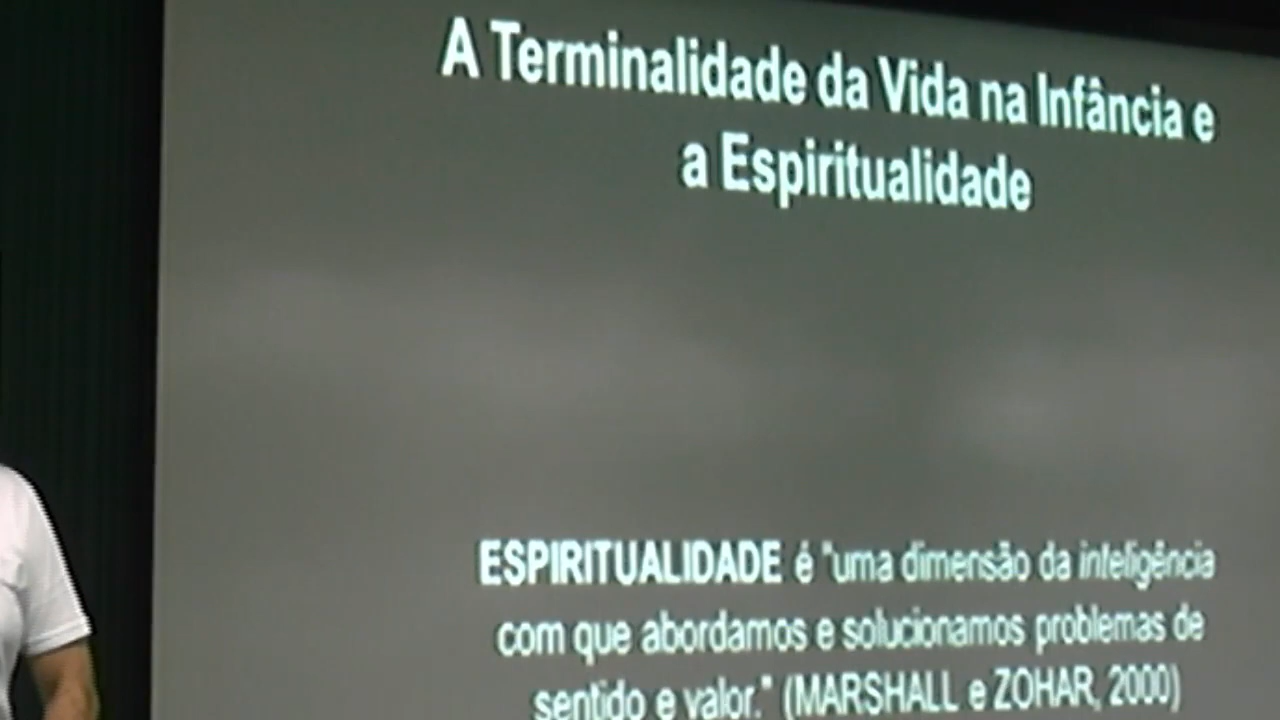 A Terminalidade da Vida na Infância e
a Espiritualidade
ESPIRITUALIDADE é "uma dimensão da inteligência
com que abordamos e solucionamos problemas de
sentido e valor." (MARSHALL e ZOHAR, 2000)